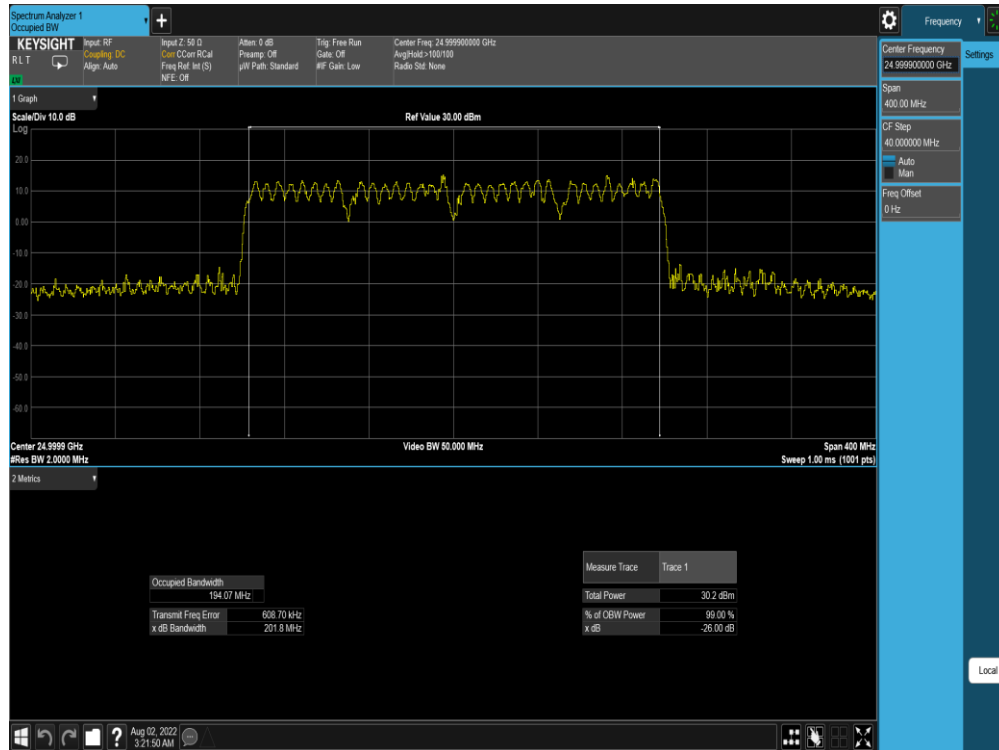 Spectrum Analyzer 1
Occupied BW
+
Frequency
KEYSIGHT
R L T
LXI
Input: RF
Coupling: DC
Align: Auto
Input Z: 50 Ω
Corr CCorr RCal
Freq Ref: Int (S)
NFE: Off
Atten: 0 dB
Preamp: Off
µW Path: Standard
Trig: Free Run
Gate: Off
#IF Gain: Low
Center Freq: 24.999900000 GHz
Avg|Hold:>100/100
Radio Std: None
Center Frequency
24.999900000 GHz
Settings
Span
400.00 MHz
CF Step
40.000000 MHz
Auto
Man
Freq Offset
0 Hz
1 Graph
Scale/Div 10.0 dB
Ref Value 30.00 dBm
Log
20.0
10.0
0.00
-10.0
-20.0
-30.0
-40.0
-50.0
-60.0
Center 24.9999 GHz
Video BW 50.000 MHz
Span 400 MHz
#Res BW 2.0000 MHz
Sweep 1.00 ms (1001 pts)
2 Metrics
Occupied Bandwidth
194.07 MHz
Transmit Freq Error 608.70 kHz
x dB Bandwidth 201.8 MHz
Measure Trace Trace 1
Total Power 30.2 dBm
% of OBW Power 99.00 %
x dB -26.00 dB
Local
?
Aug 02, 2022
3:21:50 AM